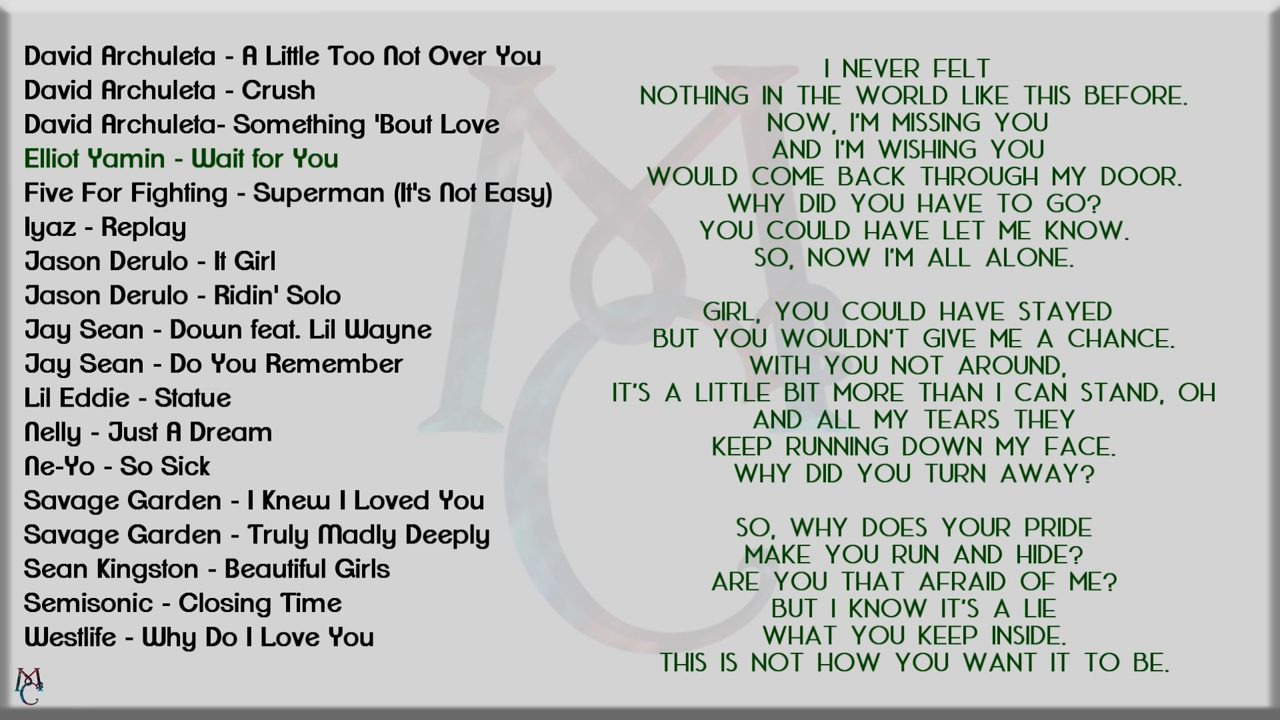 David Archuleta - A Little Too Not Over You
David Archuleta - Crush
David Archuleta- Something 'Bout Love
Elliot Yamin - Wait for You
Five For Fighting - Superman (It's Not Easy)
Iyaz - Replay
Jason Derulo - It Girl
Jason Derulo - Ridin' Solo
Jay Sean - Down feat. Lil Wayne
Jay Sean - Do You Remember
Lil Eddie - Statue
Nelly - Just A Dream
Ne-Yo - So Sick
Savage Garden - I Knew I Loved You
Savage Garden - Truly Madly Deeply
Sean Kingston - Beautiful Girls
Semisonic - Closing Time
Westlife - Why Do I Love You
MC
I NEVER FELT
NOTHING IN THE WORLD LIKE THIS BEFORE.
NOW, I'M MISSING YOU
AND I'M WISHING YOU
WOULD COME BACK THROUGH MY DOOR.
WHY DID YOU HAVE TO GO?
YOU COULD HAVE LET ME KNOW.
SO, NOW I'M ALL ALONE.
GIRL, YOU COULD HAVE STAYED
BUT YOU WOULDN'T GIVE ME A CHANCE.
WITH YOU NOT AROUND,
IT'S A LITTLE BIT MORE THAN I CAN STAND, OH
AND ALL MY TEARS THEY
KEEP RUNNING DOWN MY FACE.
WHY DID YOU TURN AWAY?
SO, WHY DOES YOUR PRIDE
MAKE YOU RUN AND HIDE?
ARE YOU THAT AFRAID OF ME?
BUT I KNOW IT'S A LIE
WHAT YOU KEEP INSIDE.
THIS IS NOT HOW YOU WANT IT TO BE.